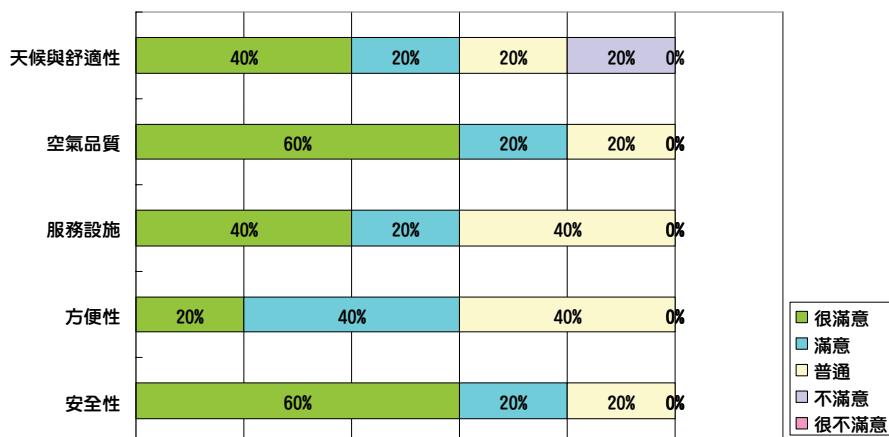 天候與舒適性 40% 20% 20% 20% 0%
空氣品質 60% 20% 20% 0%
服務設施 40% 20% 40% 0%
方便性 20% 40% 40% 0%
安全性 60% 20% 20% 0%
很滿意
滿意
普通
不滿意
很不滿意